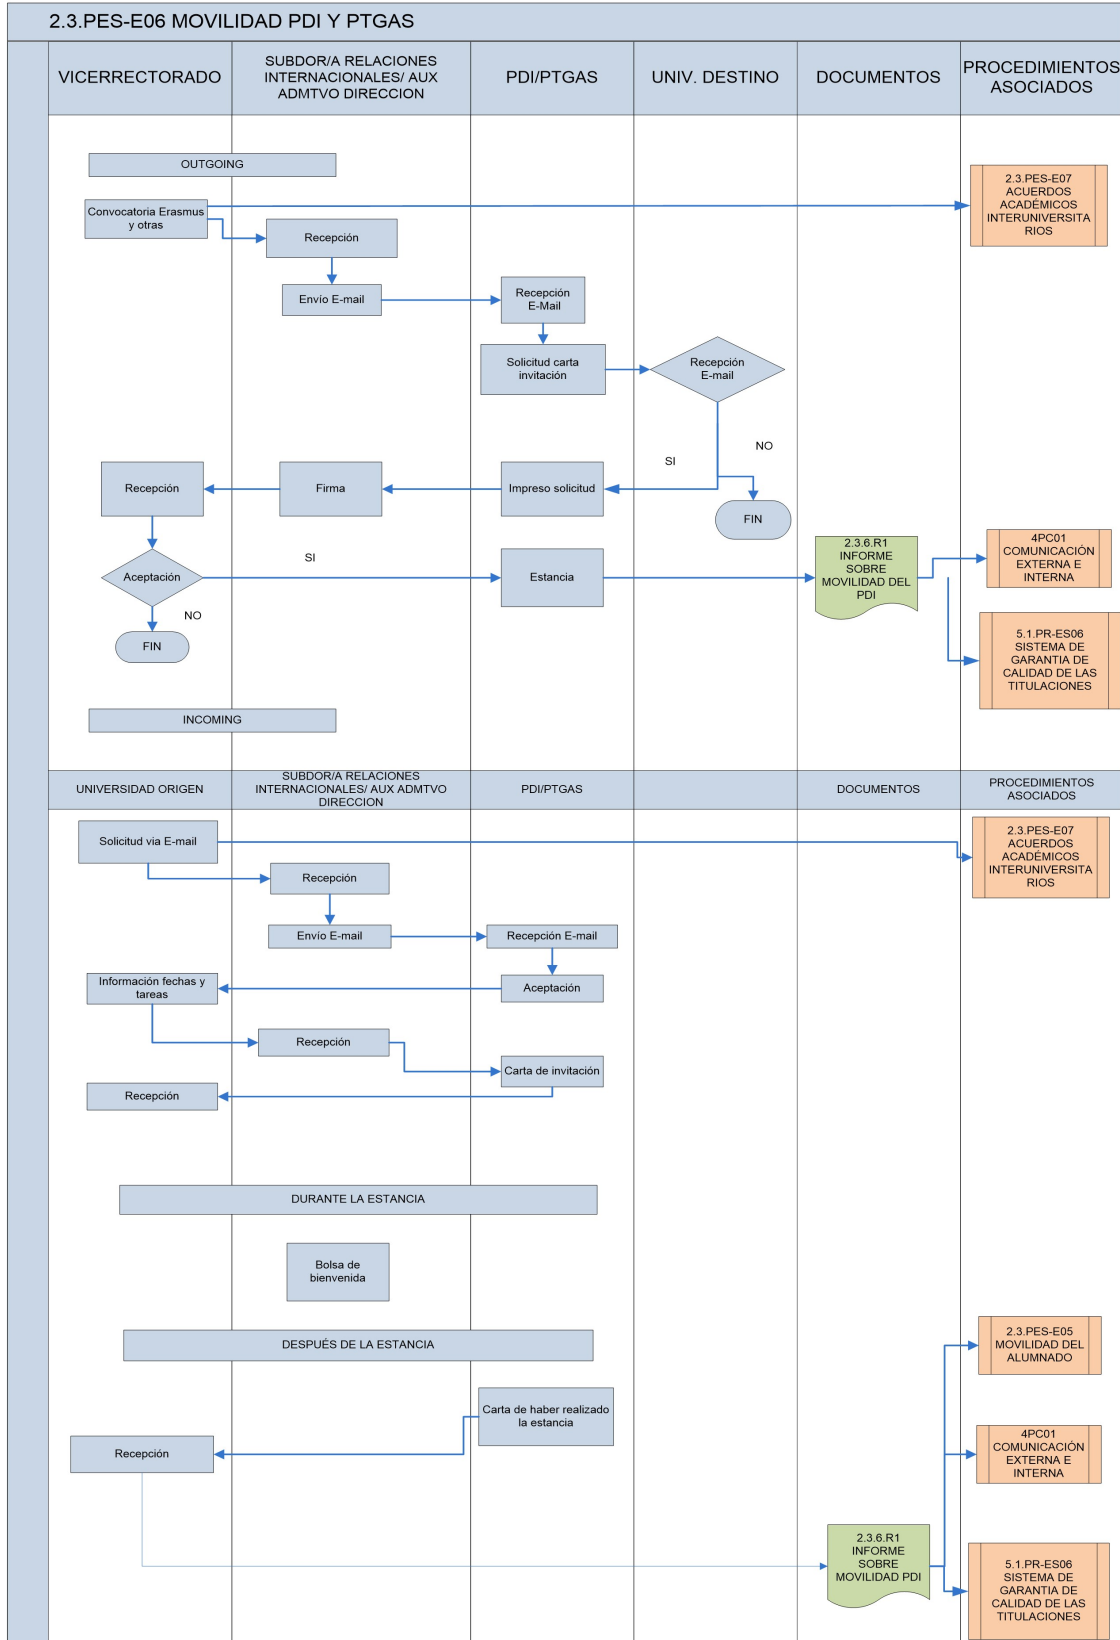 2.3.PES-E06 MOVILIDAD PDI Y PTGAS
VICERRECTORADO
SUBDOR/A RELACIONES
INTERNACIONALES/ AUX
ADMTVO DIRECCION
PDI/PTGAS
UNIV. DESTINO
DOCUMENTOS
PROCEDIMIENTOS
ASOCIADOS
OUTGOING
Convocatoria Erasmus
y otras
2.3.PES-E07
ACUERDOS
ACADÉMICOS
INTERUNIVERSITA
RIOS
Recepción
Envío E-mail
Recepción
E-Mail
Solicitud carta
invitación
Recepción
E-mail
NO
SI
Recepción
Firma
Impreso solicitud
FIN
SI
Aceptación
Estancia
2.3.6.R1
INFORME
SOBRE
MOVILIDAD DEL
PDI
4PC01
COMUNICACIÓN
EXTERNA E
INTERNA
NO
FIN
5.1.PR-ES06
SISTEMA DE
GARANTIA DE
CALIDAD DE LAS
TITULACIONES
INCOMING
UNIVERSIDAD ORIGEN
SUBDOR/A RELACIONES
INTERNACIONALES/ AUX ADMTVO
DIRECCION
PDI/PTGAS
DOCUMENTOS
PROCEDIMIENTOS
ASOCIADOS
Solicitud via E-mail
2.3.PES-E07
ACUERDOS
ACADÉMICOS
INTERUNIVERSITA
RIOS
Recepción
Envío E-mail
Recepción E-mail
Información fechas y
tareas
Aceptación
Recepción
Carta de invitación
Recepción
DURANTE LA ESTANCIA
Bolsa de
bienvenida
DESPUÉS DE LA ESTANCIA
2.3.PES-E05
MOVILIDAD DEL
ALUMNADO
Carta de haber realizado
la estancia
Recepción
4PC01
COMUNICACIÓN
EXTERNA E
INTERNA
2.3.6.R1
INFORME
SOBRE
MOVILIDAD PDI
5.1.PR-ES06
SISTEMA DE
GARANTIA DE
CALIDAD DE LAS
TITULACIONES